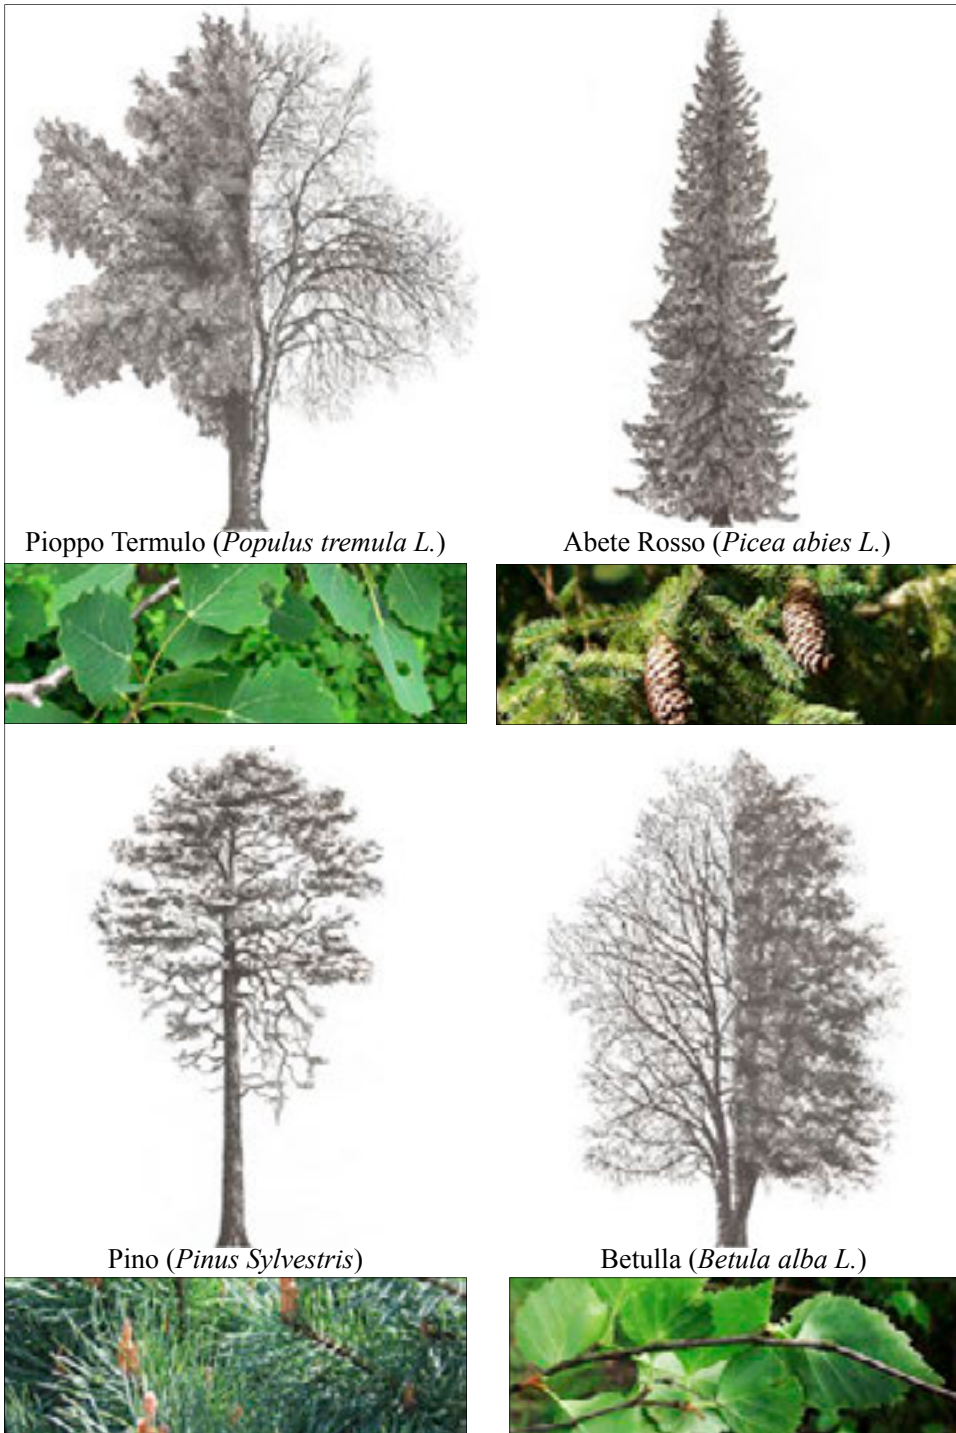 Pioppo Termulo (Populus tremula L.)
Abete Rosso (Picea abies L.)
Pino (Pinus Sylvestris)
Betulla (Betula alba L.)